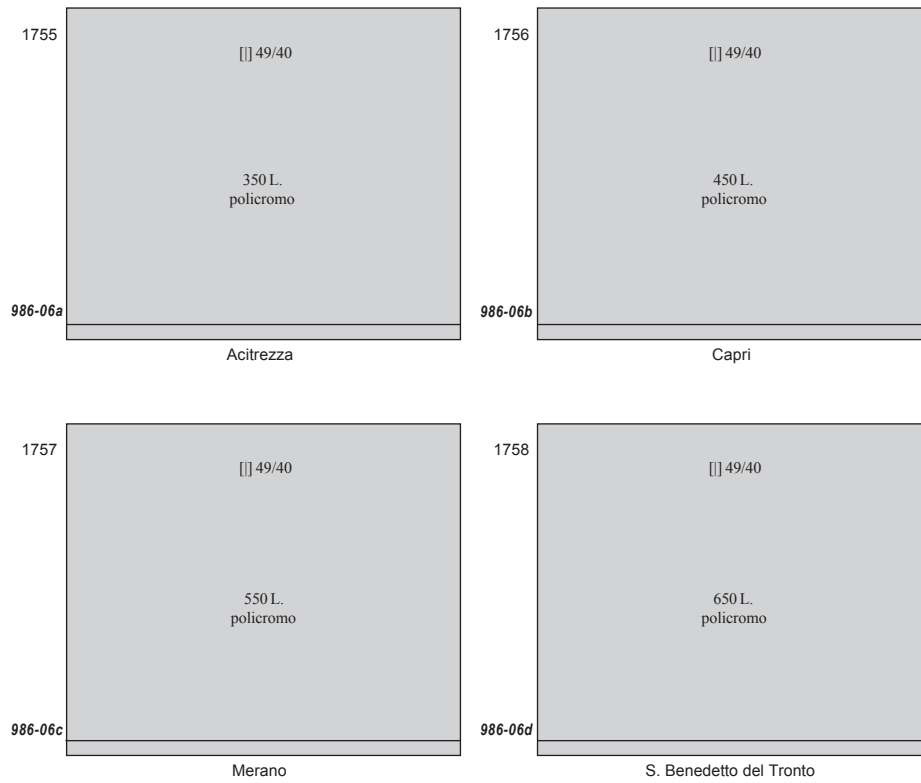 1755
[|] 49/40
350 L.
policromo
986-06a
Acitrezza
1756
[|] 49/40
450 L.
policromo
986-06b
Capri
1757
[|] 49/40
550 L.
policromo
986-06c
Merano
1758
[|] 49/40
650 L.
policromo
986-06d
S. Benedetto del Tronto